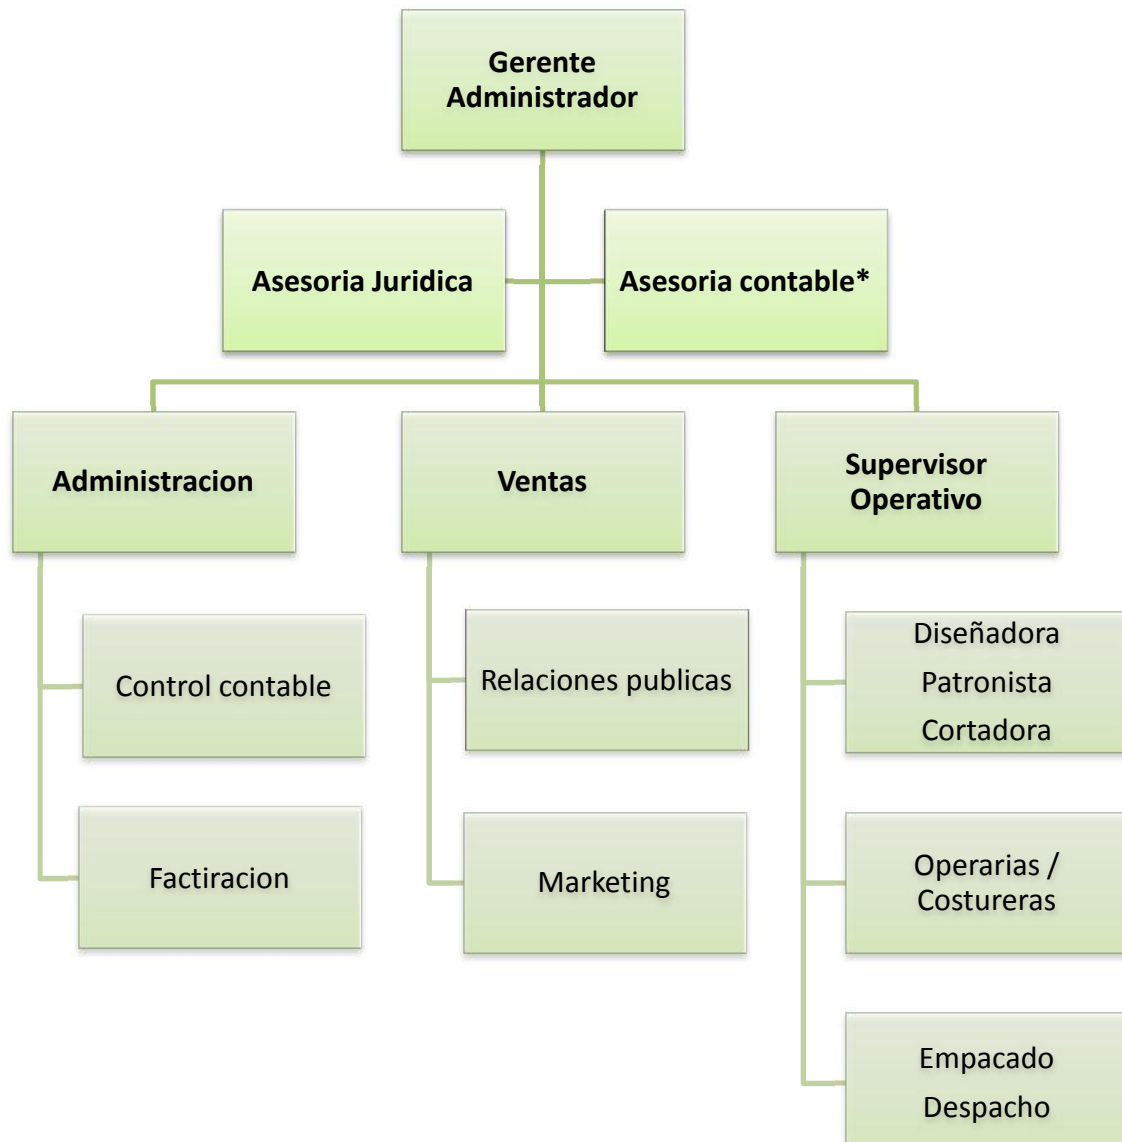 Gerente
Administrador
Asesoria Juridica
Asesoria contable*
Administracion
Ventas
Supervisor
Operativo
Control contable
Relaciones publicas
Diseñadora
Patronista
Cortadora
Factiracion
Marketing
Operarias /
Costureras
Empacado
Despacho